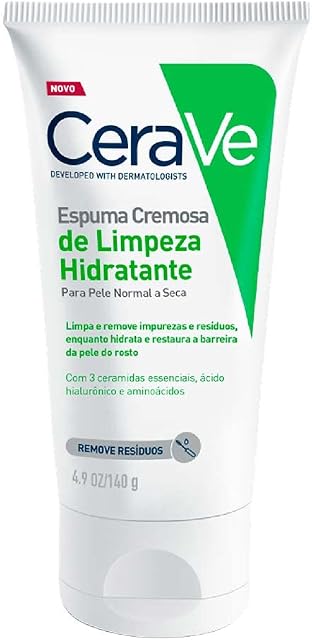 NOVO
CeraVe
DEVELOPED WITH DERMATOLOGISTS
Espuma Cremosa
de Limpeza
Hidratante
Para Pele Normal a Seca
Limpa e remove impurezas e resíduos,
enquanto hidrata e restaura a barreira
da pele do rosto
Com 3 ceramidas essenciais, ácido
hialurónico e aminoácidos
REMOVE RESÍDUOS
4.9 OZ/140 g